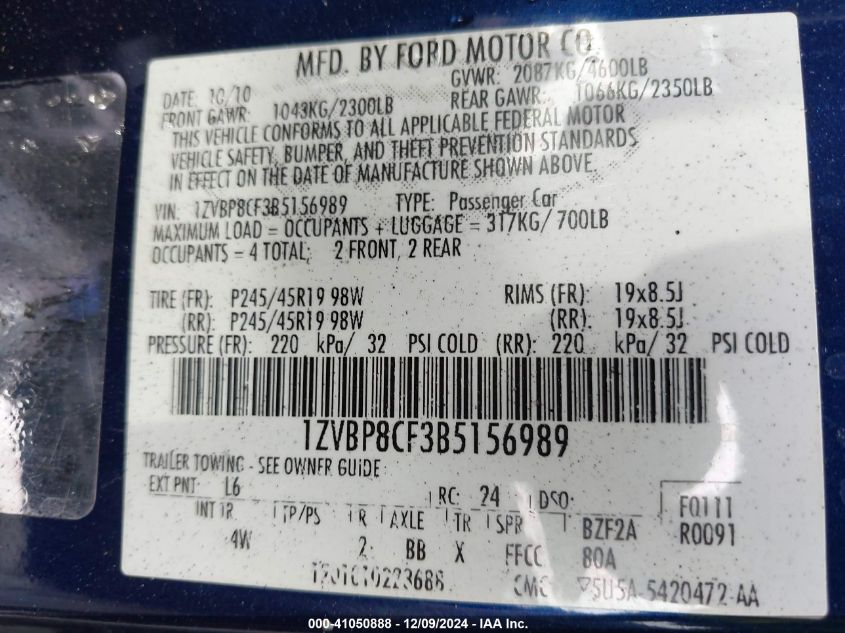 MFD. BY FORD MOTOR CO
DATE: 10/10 GVWR: 2087KG/4600LB
FRONT GAWR: 1043KG/2300LB REAR GAWR: 1066KG/2350LB
THIS VEHICLE CONFORMS TO ALL APPLICABLE FEDERAL MOTOR
VEHICLE SAFETY, BUMPER, AND THEFT PREVENTION STANDARDS
IN EFFECT ON THE DATE OF MANUFACTURE SHOWN ABOVE.
VIN: 1ZVBP8CF3B5156989 TYPE: Passenger Car
MAXIMUM LOAD = OCCUPANTS + LUGGAGE = 317KG/ 700LB
OCCUPANTS = 4 TOTAL; 2 FRONT, 2 REAR
TIRE (FR): P245/45R19 98W RIMS (FR): 19x8.5J
(RR): P245/45R19 98W (RR): 19x8.5J
PRESSURE (FR): 220 kPa/ 32 PSI COLD (RR): 220 kPa/ 32 PSI COLD
1ZVBP8CF3B5156989
TRAILER TOWING - SEE OWNER GUIDE
EXT PNT: L6 RC: 24 DSO: F0111
INT TR TP/PS R AXLE TR SPR BZF2A R0091
4W 2 BB X FFCC 80A
5U5A-5420472-AA
000-41050888 - 12/09/2024 - IAAI.com